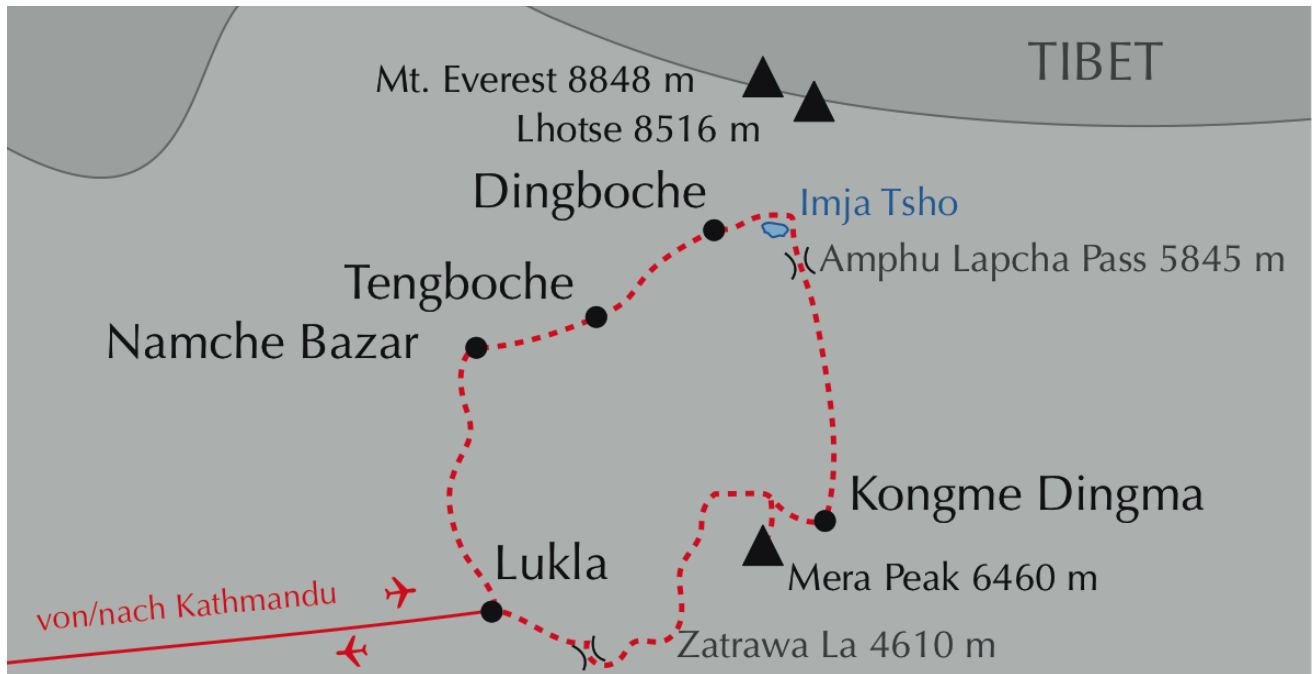 TIBET
Mt. Everest 8848 m
Lhotse 8516 m
Dingboche
Imja Tsho
Amphu Lapcha Pass 5845 m
Tengboche
Namche Bazar
Kongme Dingma
Lukla
Mera Peak 6460 m
von/nach Kathmandu
Zatrawa La 4610 m